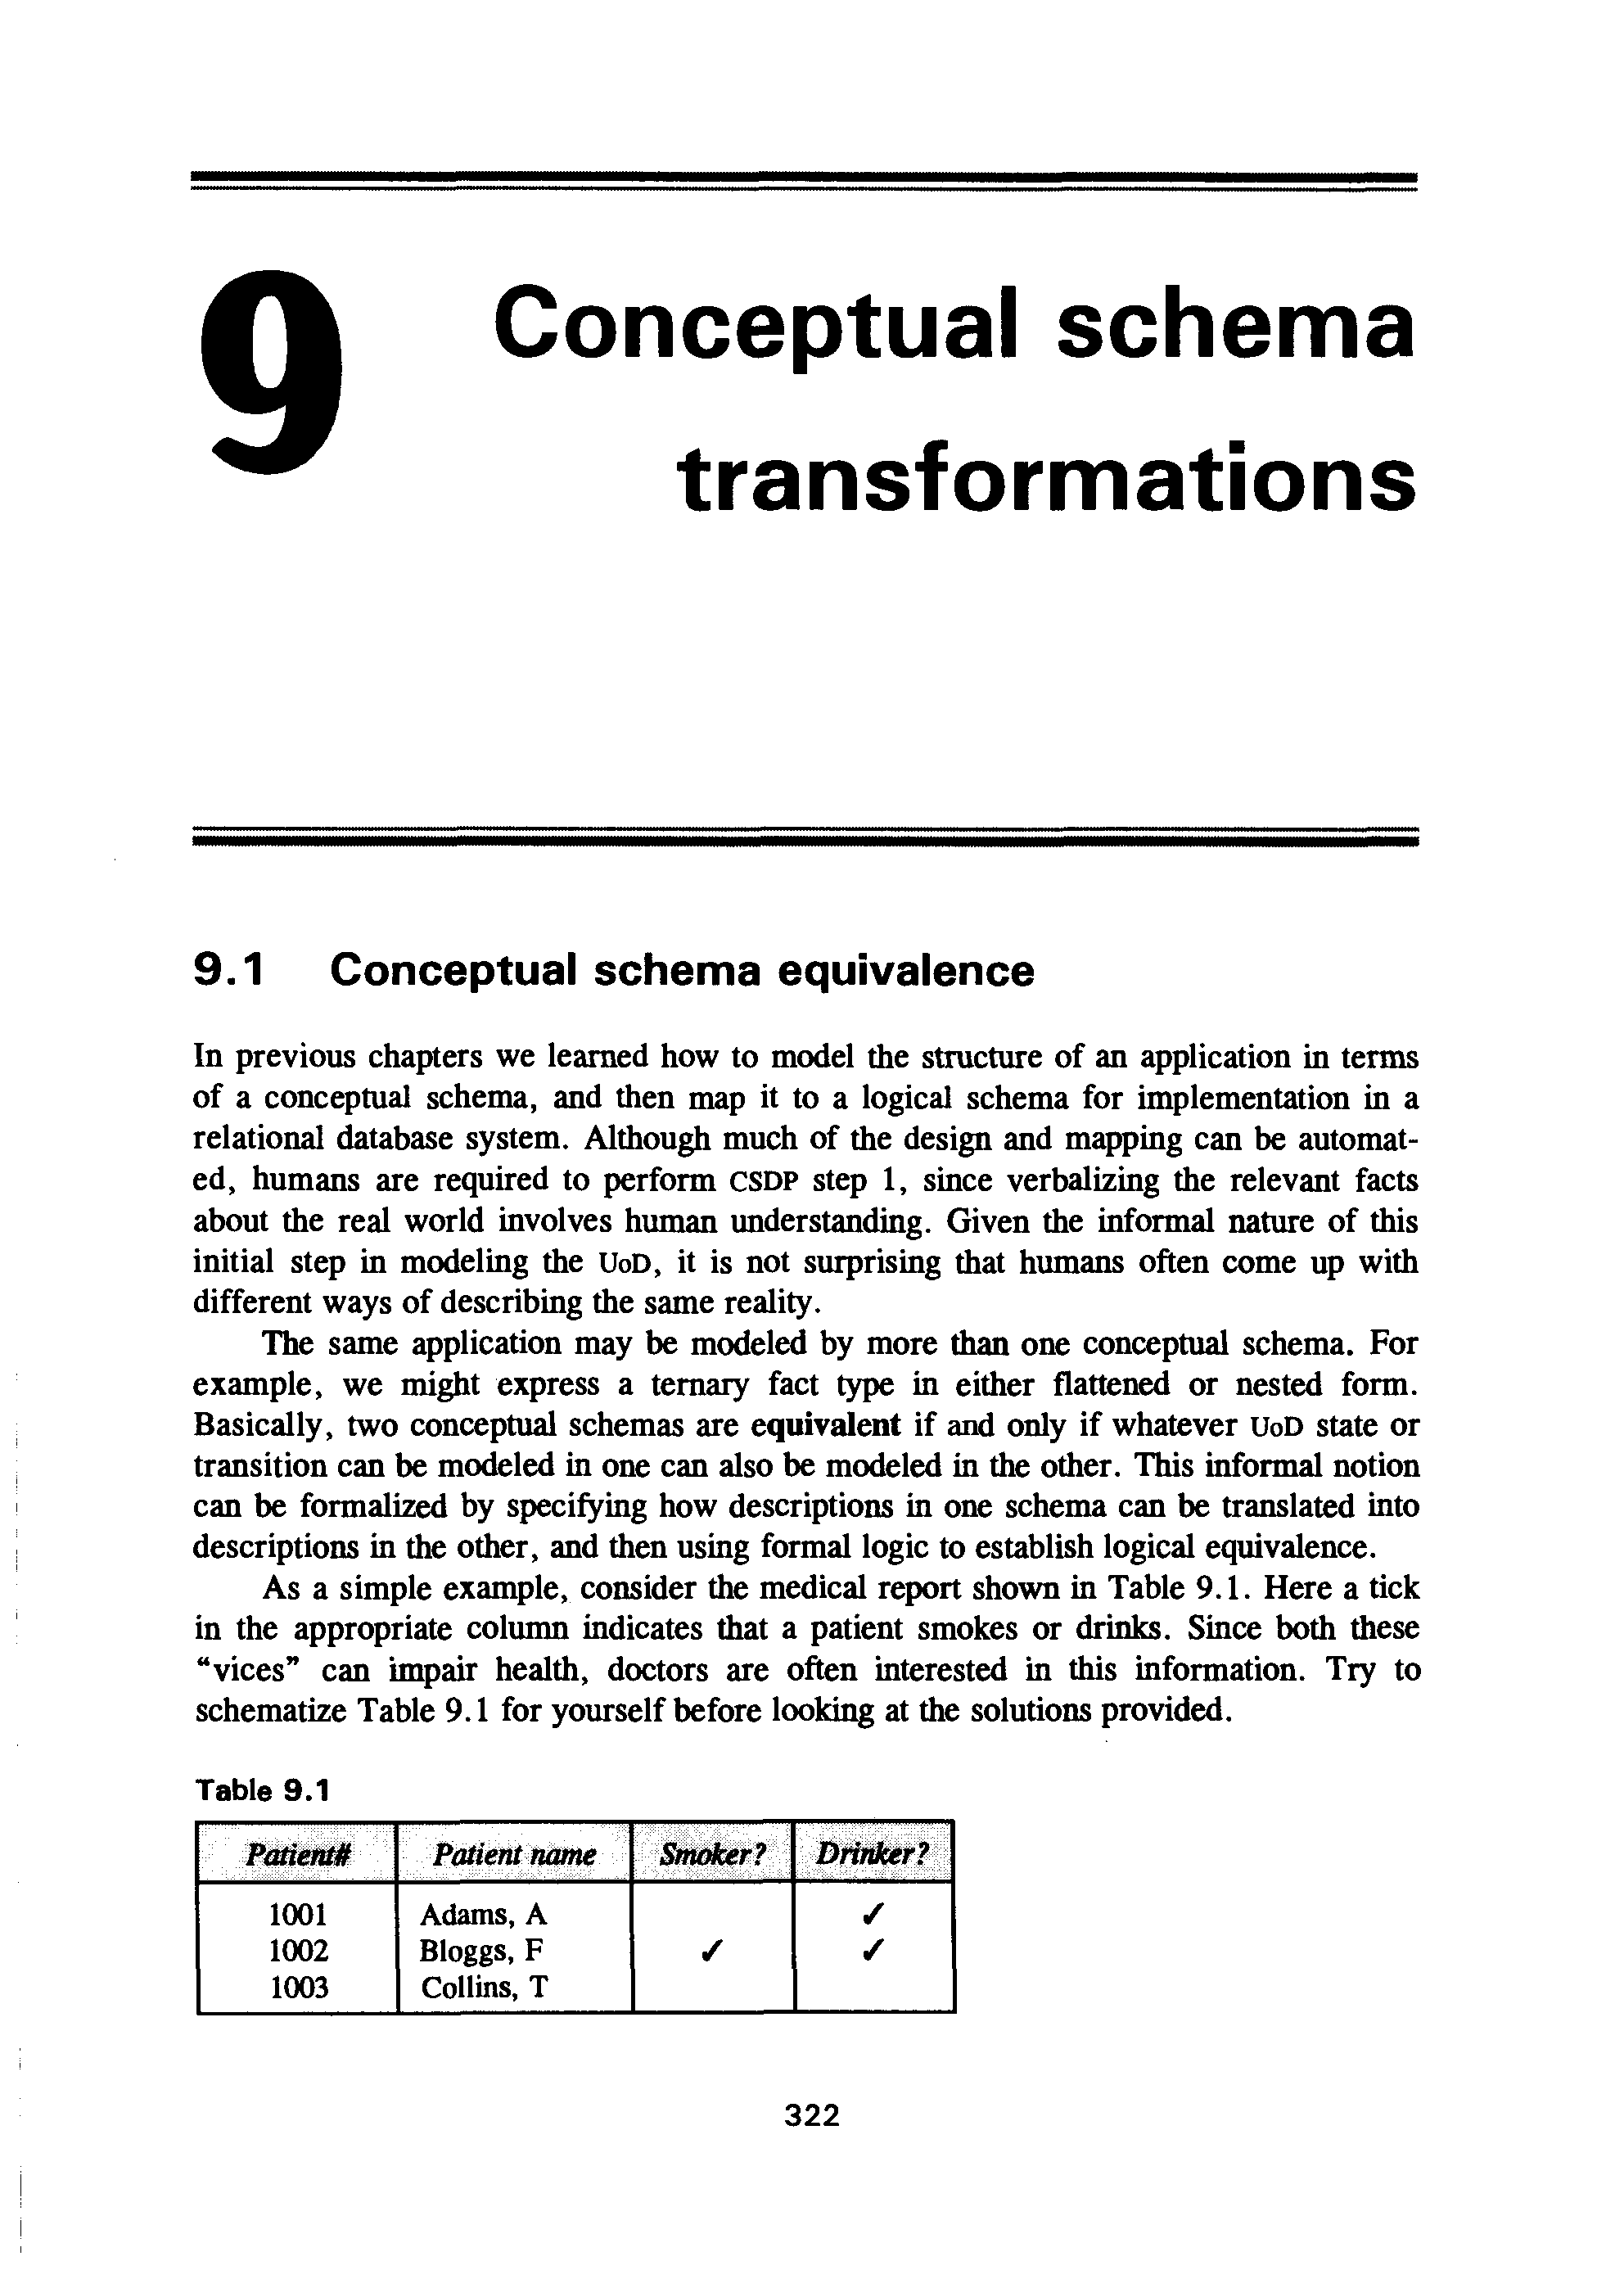 9
Conceptual schema
transformations
9.1 Conceptual schema equivalence
In previous chapters we learned how to model the structure of an application in terms
of a conceptual schema, and then map it to a logical schema for implementation in a
relational database system. Although much of the design and mapping can be automat-
ed, humans are required to perform CSDP step 1, since verbalizing the relevant facts
about the real world involves human understanding. Given the informal nature of this
initial step in modeling the UoD, it is not surprising that humans often come up with
different ways of describing the same reality.
The same application may be modeled by more than one conceptual schema. For
example, we might express a ternary fact type in either flattened or nested form.
Basically, two conceptual schemas are equivalent if and only if whatever UoD state or
transition can be modeled in one can also be modeled in the other. This informal notion
can be formalized by specifying how descriptions in one schema can be translated into
descriptions in the other, and then using formal logic to establish logical equivalence.
As a simple example, consider the medical report shown in Table 9.1. Here a tick
in the appropriate column indicates that a patient smokes or drinks. Since both these
“vices” can impair health, doctors are often interested in this information. Try to
schematize Table 9.1 for yourself before looking at the solutions provided.
Table 9.1
Patient# Patient name Smoker? Drinker?
1001 Adams, A ✓
1002 Bloggs, F ✓ ✓
1003 Collins, T
322